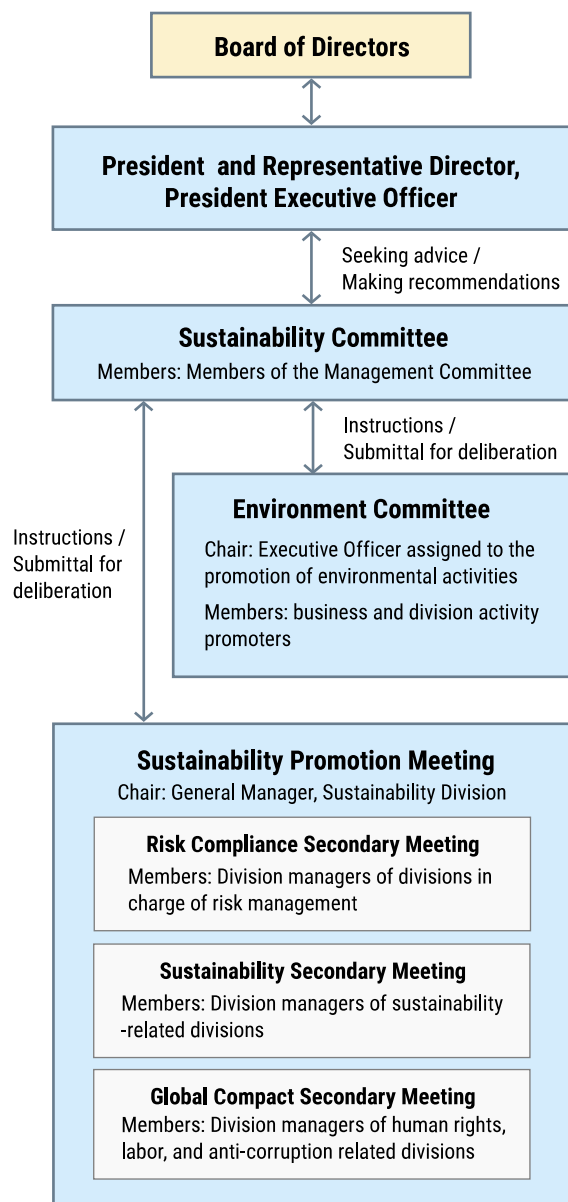 Board of Directors
President and Representative Director,
President Executive Officer
Seeking advice /
Making recommendations
Sustainability Committee
Members: Members of the Management Committee
Instructions /
Submittal for deliberation
Environment Committee
Chair: Executive Officer assigned to the
promotion of environmental activities
Members: business and division activity
promoters
Instructions /
Submittal for
deliberation
Sustainability Promotion Meeting
Chair: General Manager, Sustainability Division
Risk Compliance Secondary Meeting
Members: Division managers of divisions in
charge of risk management
Sustainability Secondary Meeting
Members: Division managers of sustainability
-related divisions
Global Compact Secondary Meeting
Members: Division managers of human rights,
labor, and anti-corruption related divisions